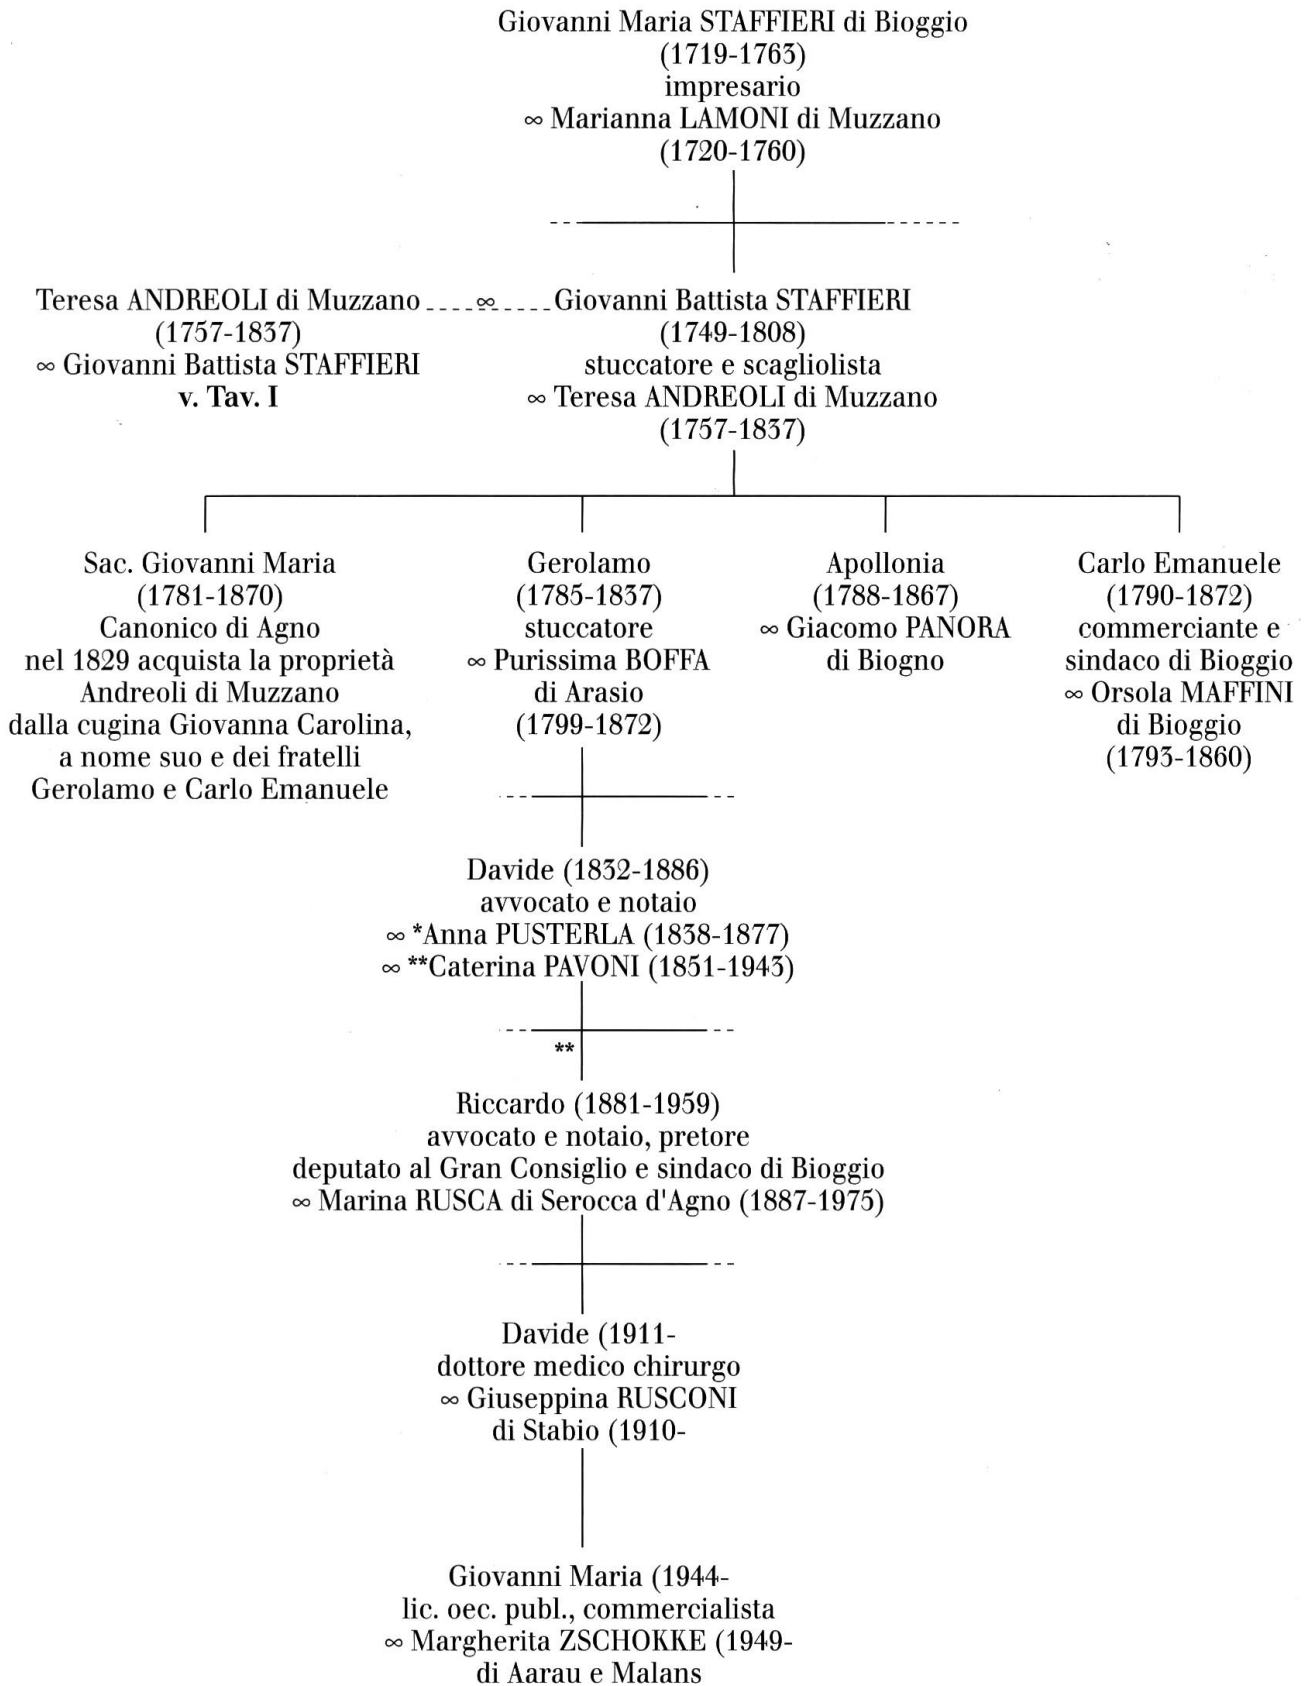 Giovanni Maria STAFFIERI di Bioggio
(1719-1763)
impresario
∞ Marianna LAMONI di Muzzano
(1720-1760)
Teresa ANDREOLI di Muzzano
(1757-1837)
∞ Giovanni Battista STAFFIERI
v. Tav. I
∞
Giovanni Battista STAFFIERI
(1749-1808)
stuccatore e scagliolista
∞ Teresa ANDREOLI di Muzzano
(1757-1837)
Sac. Giovanni Maria
(1781-1870)
Canonico di Agno
nel 1829 acquista la proprietà
Andreoli di Muzzano
dalla cugina Giovanna Carolina,
a nome suo e dei fratelli
Gerolamo e Carlo Emanuele
Gerolamo
(1785-1837)
stuccatore
∞ Purissima BOFFA
di Arasio
(1799-1872)
Apollonia
(1788-1867)
∞ Giacomo PANORA
di Biogno
Carlo Emanuele
(1790-1872)
commerciante e
sindaco di Bioggio
∞ Orsola MAFFINI
di Bioggio
(1793-1860)
Davide (1832-1886)
avvocato e notaio
∞ *Anna PUSTERLA (1838-1877)
∞ **Caterina PAVONI (1851-1943)
**
Riccardo (1881-1959)
avvocato e notaio, pretore
deputato al Gran Consiglio e sindaco di Bioggio
∞ Marina RUSCA di Serocca d'Agno (1887-1975)
Davide (1911-
dottore medico chirurgo
∞ Giuseppina RUSCONI
di Stabio (1910-
Giovanni Maria (1944-
lic. oec. publ., commercialista
∞ Margherita ZSCHOKKE (1949-
di Aarau e Malans